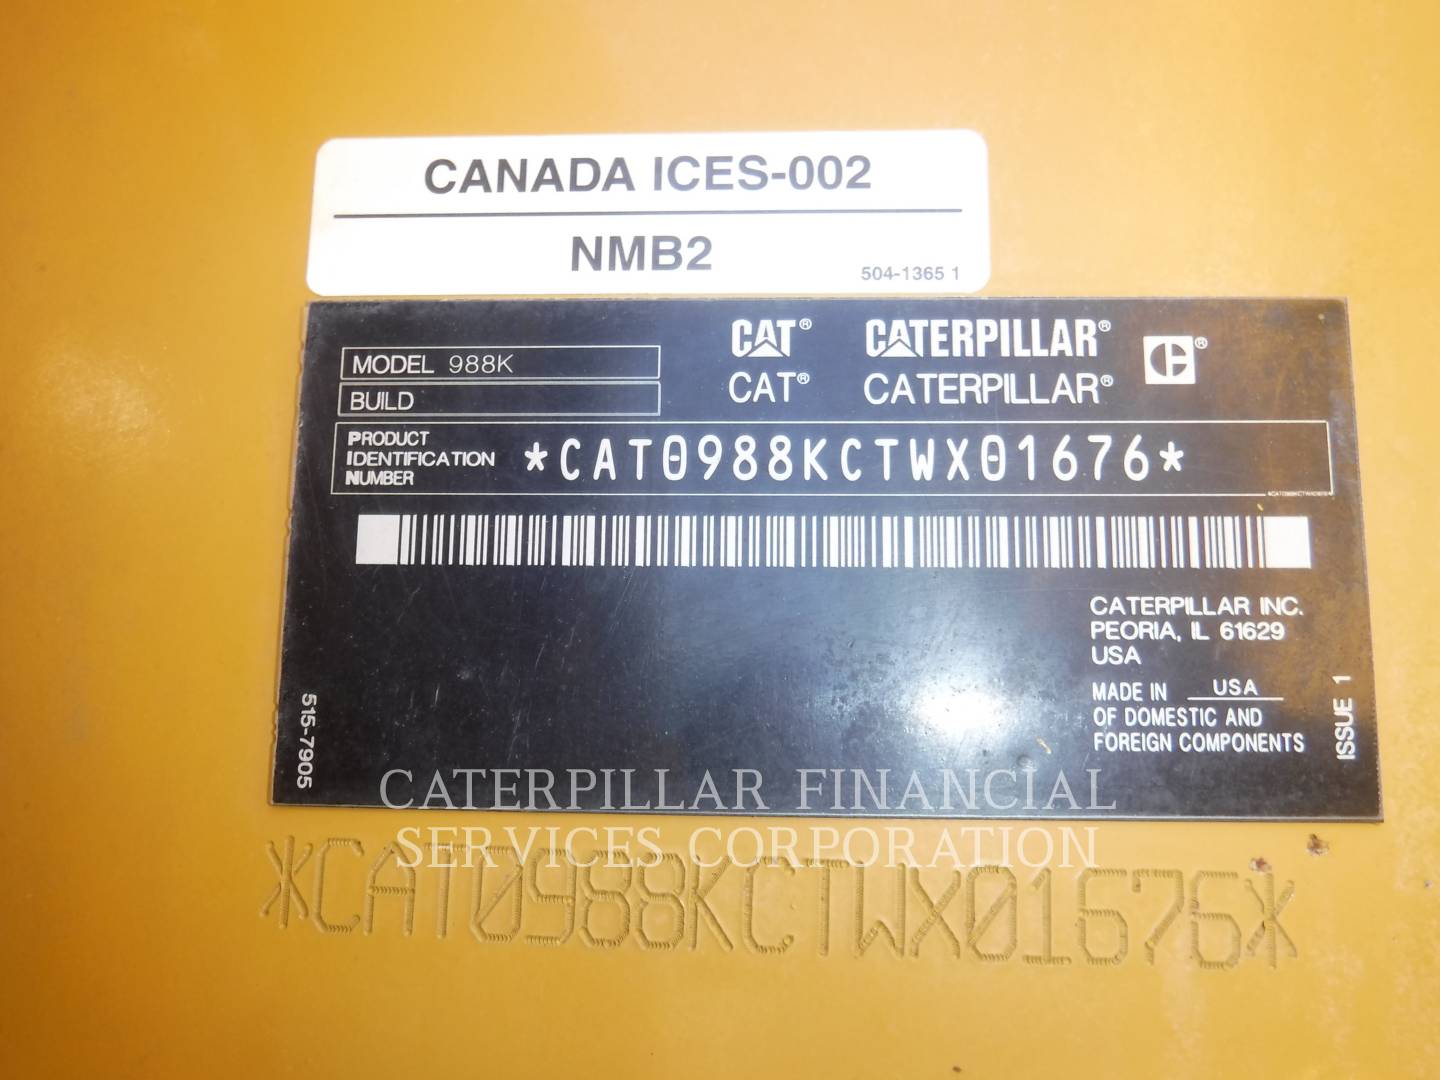 CANADA ICES-002
NMB2
504-1365 1
MODEL 988K
BUILD
CAT® CATERPILLAR®
CAT® CATERPILLAR®
PRODUCT
IDENTIFICATION
NUMBER
*CAT0988KCTWX01676*
CATERPILLAR INC.
PEORIA, IL 61629
USA
MADE IN USA
OF DOMESTIC AND
FOREIGN COMPONENTS
515-7905
ISSUE 1
CATERPILLAR FINANCIAL
SERVICES CORPORATION
*CAT0988KCTWX01676*